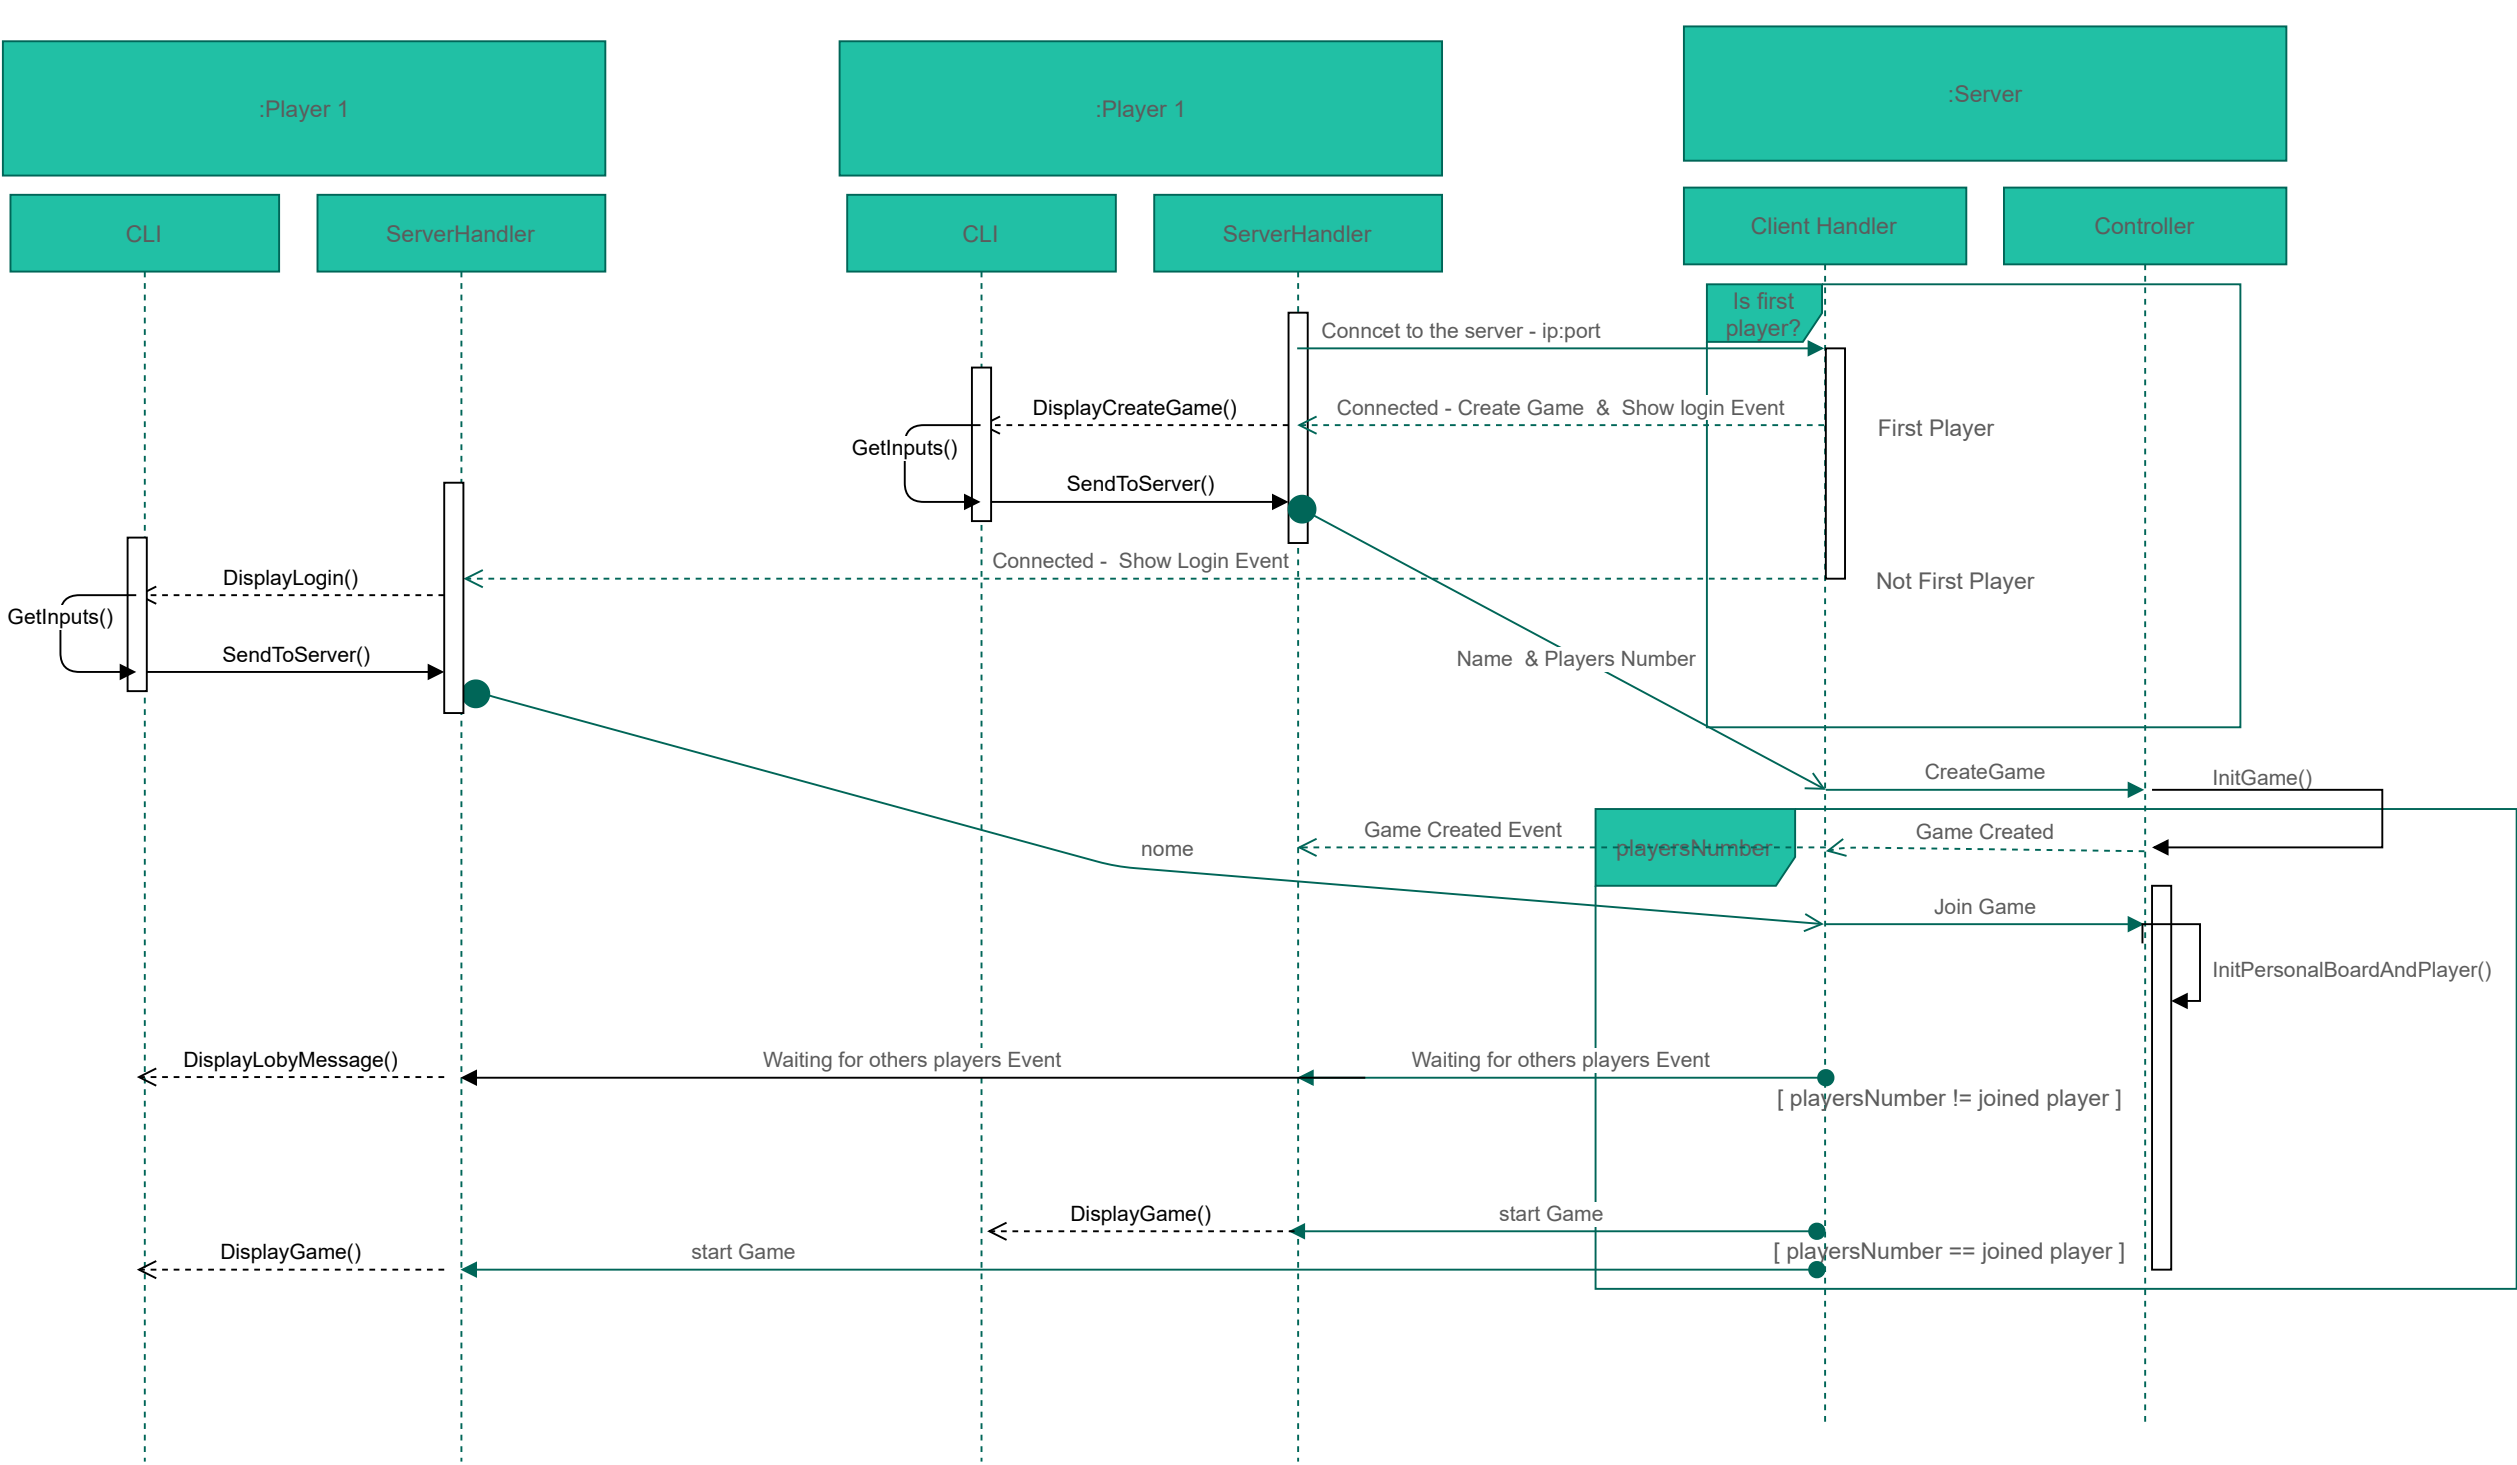 :Player 1
:Player 1
:Server
CLI
ServerHandler
CLI
ServerHandler
Client Handler
Controller
Is first
player?
Conncet to the server - ip:port
DisplayCreateGame()
Connected - Create Game  &  Show login Event
First Player
GetInputs()
SendToServer()
Connected -  Show Login Event
Not First Player
DisplayLogin()
GetInputs()
SendToServer()
Name  & Players Number
CreateGame
InitGame()
Game Created Event
playersNumber
Game Created
nome
Join Game
InitPersonalBoardAndPlayer()
DisplayLobyMessage()
Waiting for others players Event
Waiting for others players Event
[ playersNumber != joined player ]
DisplayGame()
start Game
DisplayGame()
start Game
[ playersNumber == joined player ]